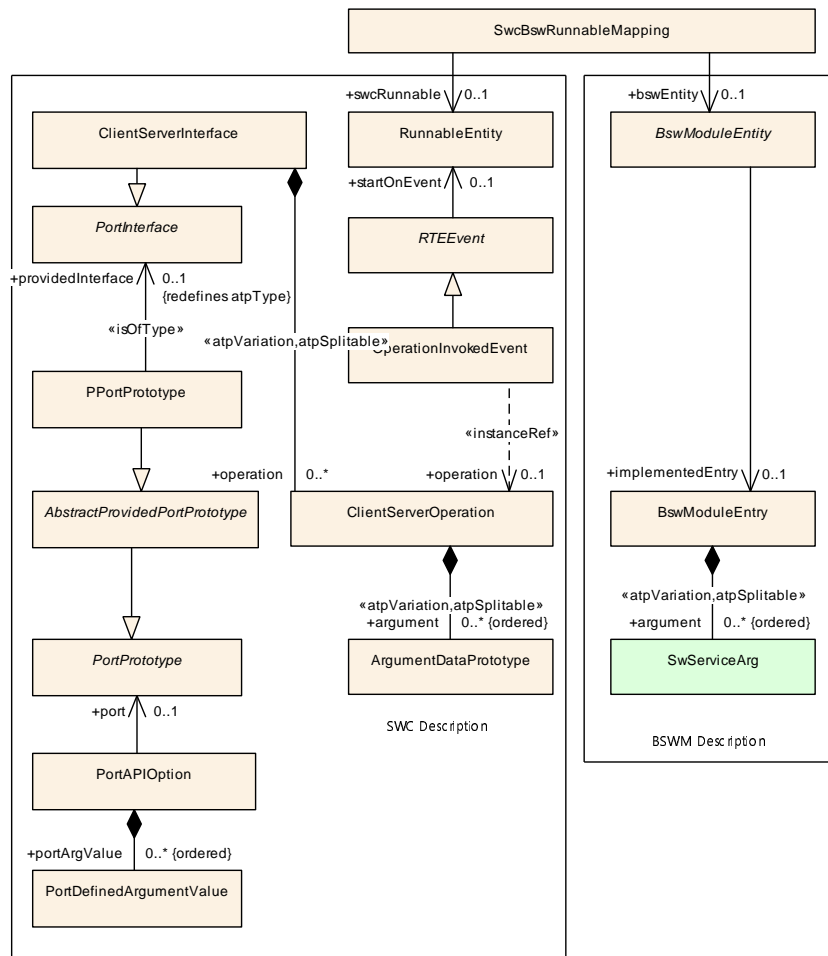 SwcBswRunnableMapping
+swcRunnable 0..1
+bswEntity 0..1
ClientServerInterface
RunnableEntity
BswModuleEntity
+startOnEvent 0..1
PortInterface
RTEEvent
+providedInterface 0..1
{redefines atpType}
«isOfType»
«atpVariation,atpSplitable»
OperationInvokedEvent
PPortPrototype
«instanceRef»
+operation 0..*
+operation 0..1
+implementedEntry 0..1
AbstractProvidedPortPrototype
ClientServerOperation
BswModuleEntry
«atpVariation,atpSplitable»
+argument 0..* {ordered}
«atpVariation,atpSplitable»
+argument 0..* {ordered}
PortPrototype
ArgumentDataPrototype
SwServiceArg
+port 0..1
SWC Description
BSWM Description
PortAPIOption
+portArgValue 0..* {ordered}
PortDefinedArgumentValue